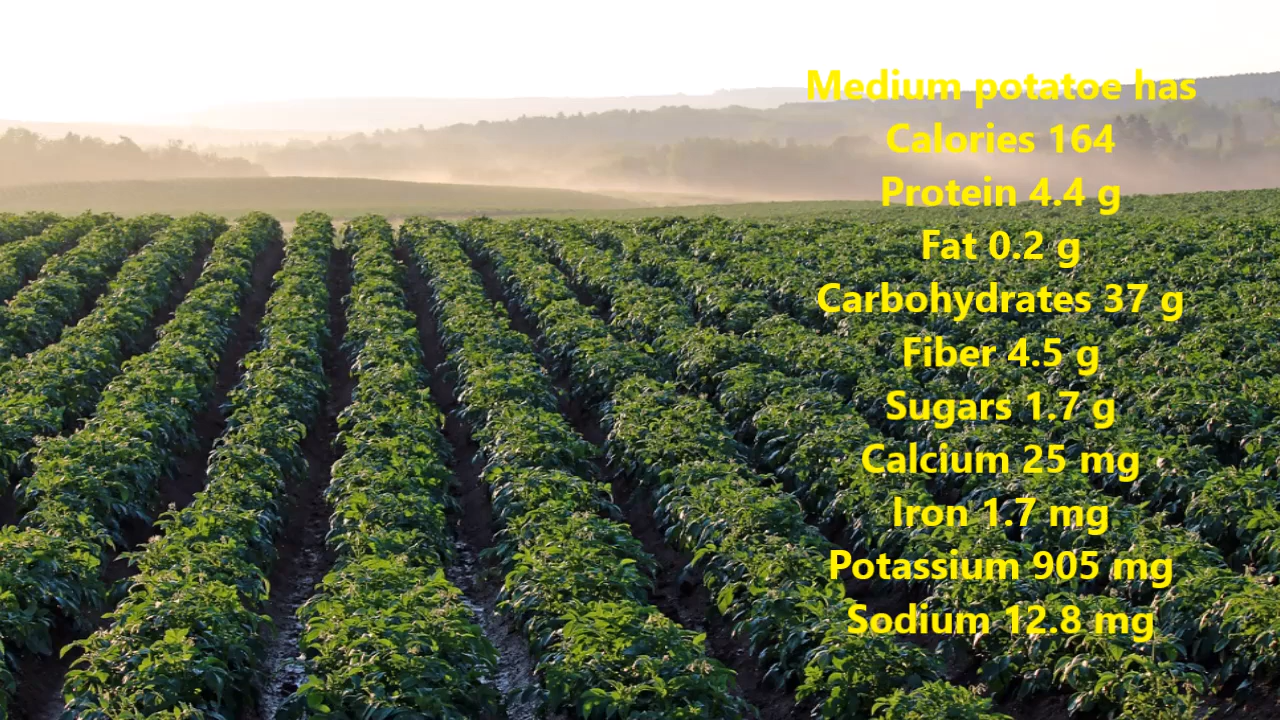 Medium potatoe has
Calories 164
Protein 4.4 g
Fat 0.2 g
Carbohydrates 37 g
Fiber 4.5 g
Sugars 1.7 g
Calcium 25 mg
Iron 1.7 mg
Potassium 905 mg
Sodium 12.8 mg